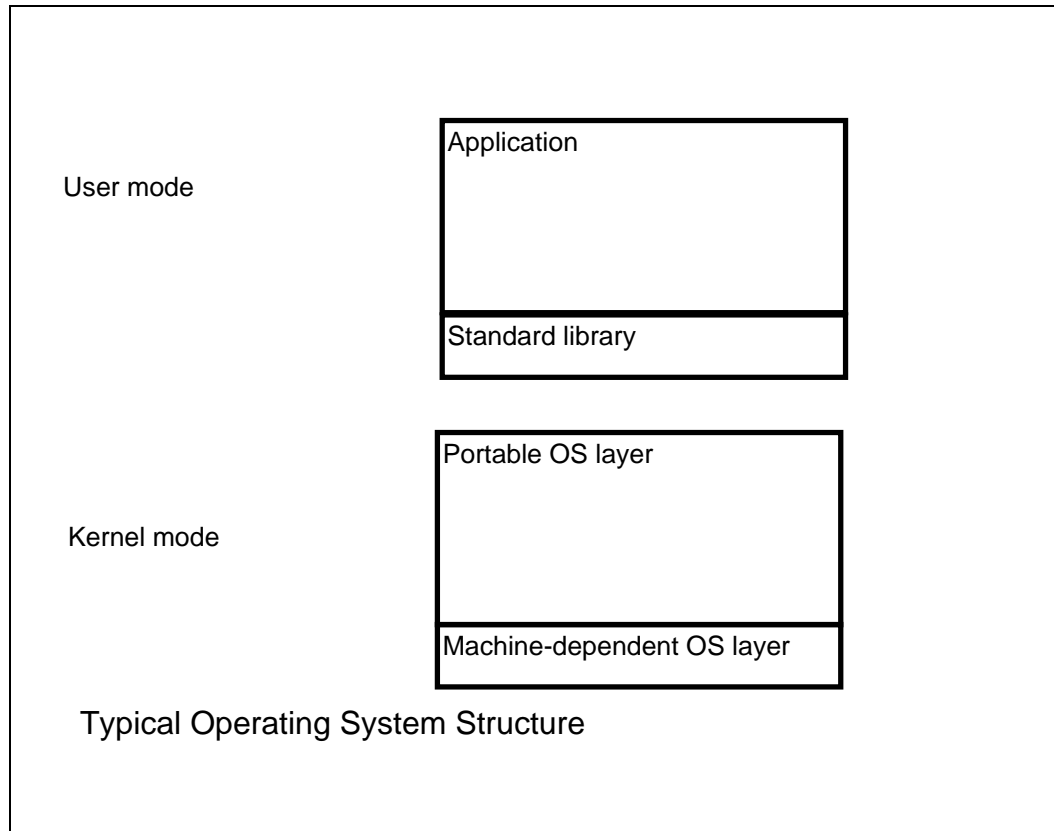 Application
User mode
Standard library
Portable OS layer
Kernel mode
Machine-dependent OS layer
Typical Operating System Structure